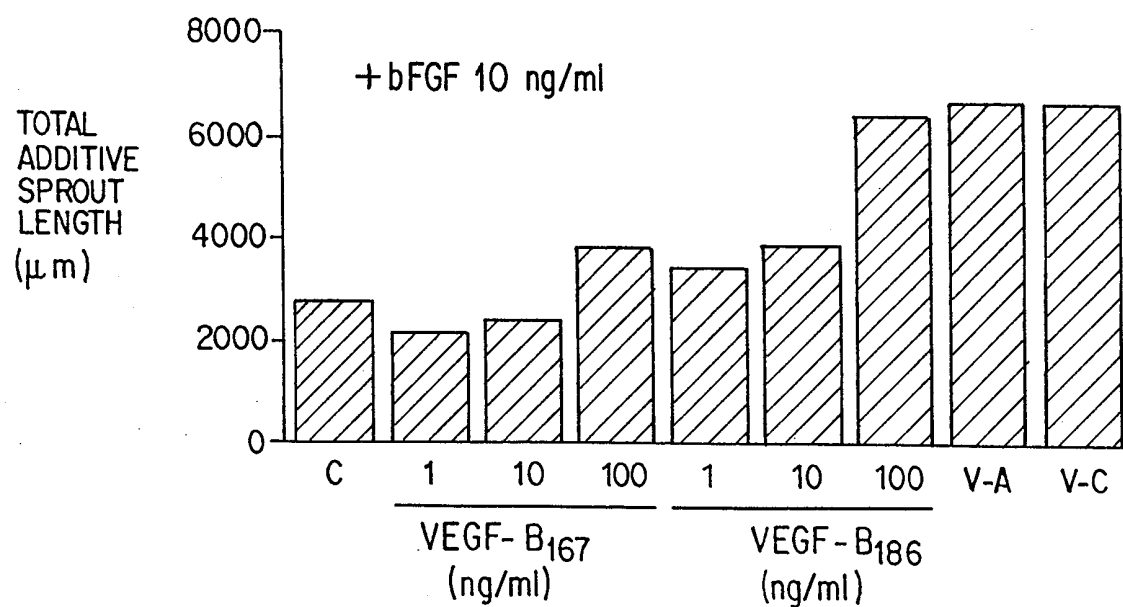 8000
+bFGF 10 ng/ml
TOTAL
ADDITIVE
SPROUT
LENGTH
(μm)
6000
4000
2000
0
C 1 10 100 1 10 100 V-A V-C
VEGF-B167 VEGF-B186
(ng/ml) (ng/ml)